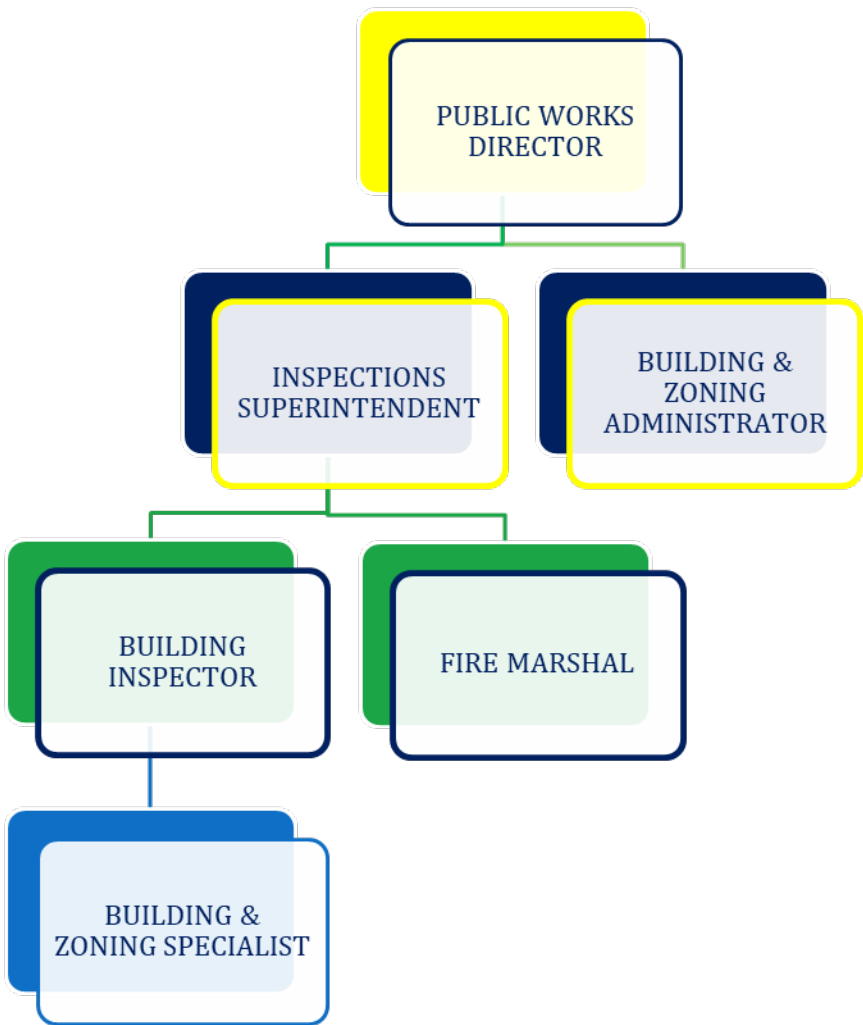 PUBLIC WORKS
DIRECTOR
INSPECTIONS
SUPERINTENDENT
BUILDING &
ZONING
ADMINISTRATOR
BUILDING
INSPECTOR
FIRE MARSHAL
BUILDING &
ZONING SPECIALIST